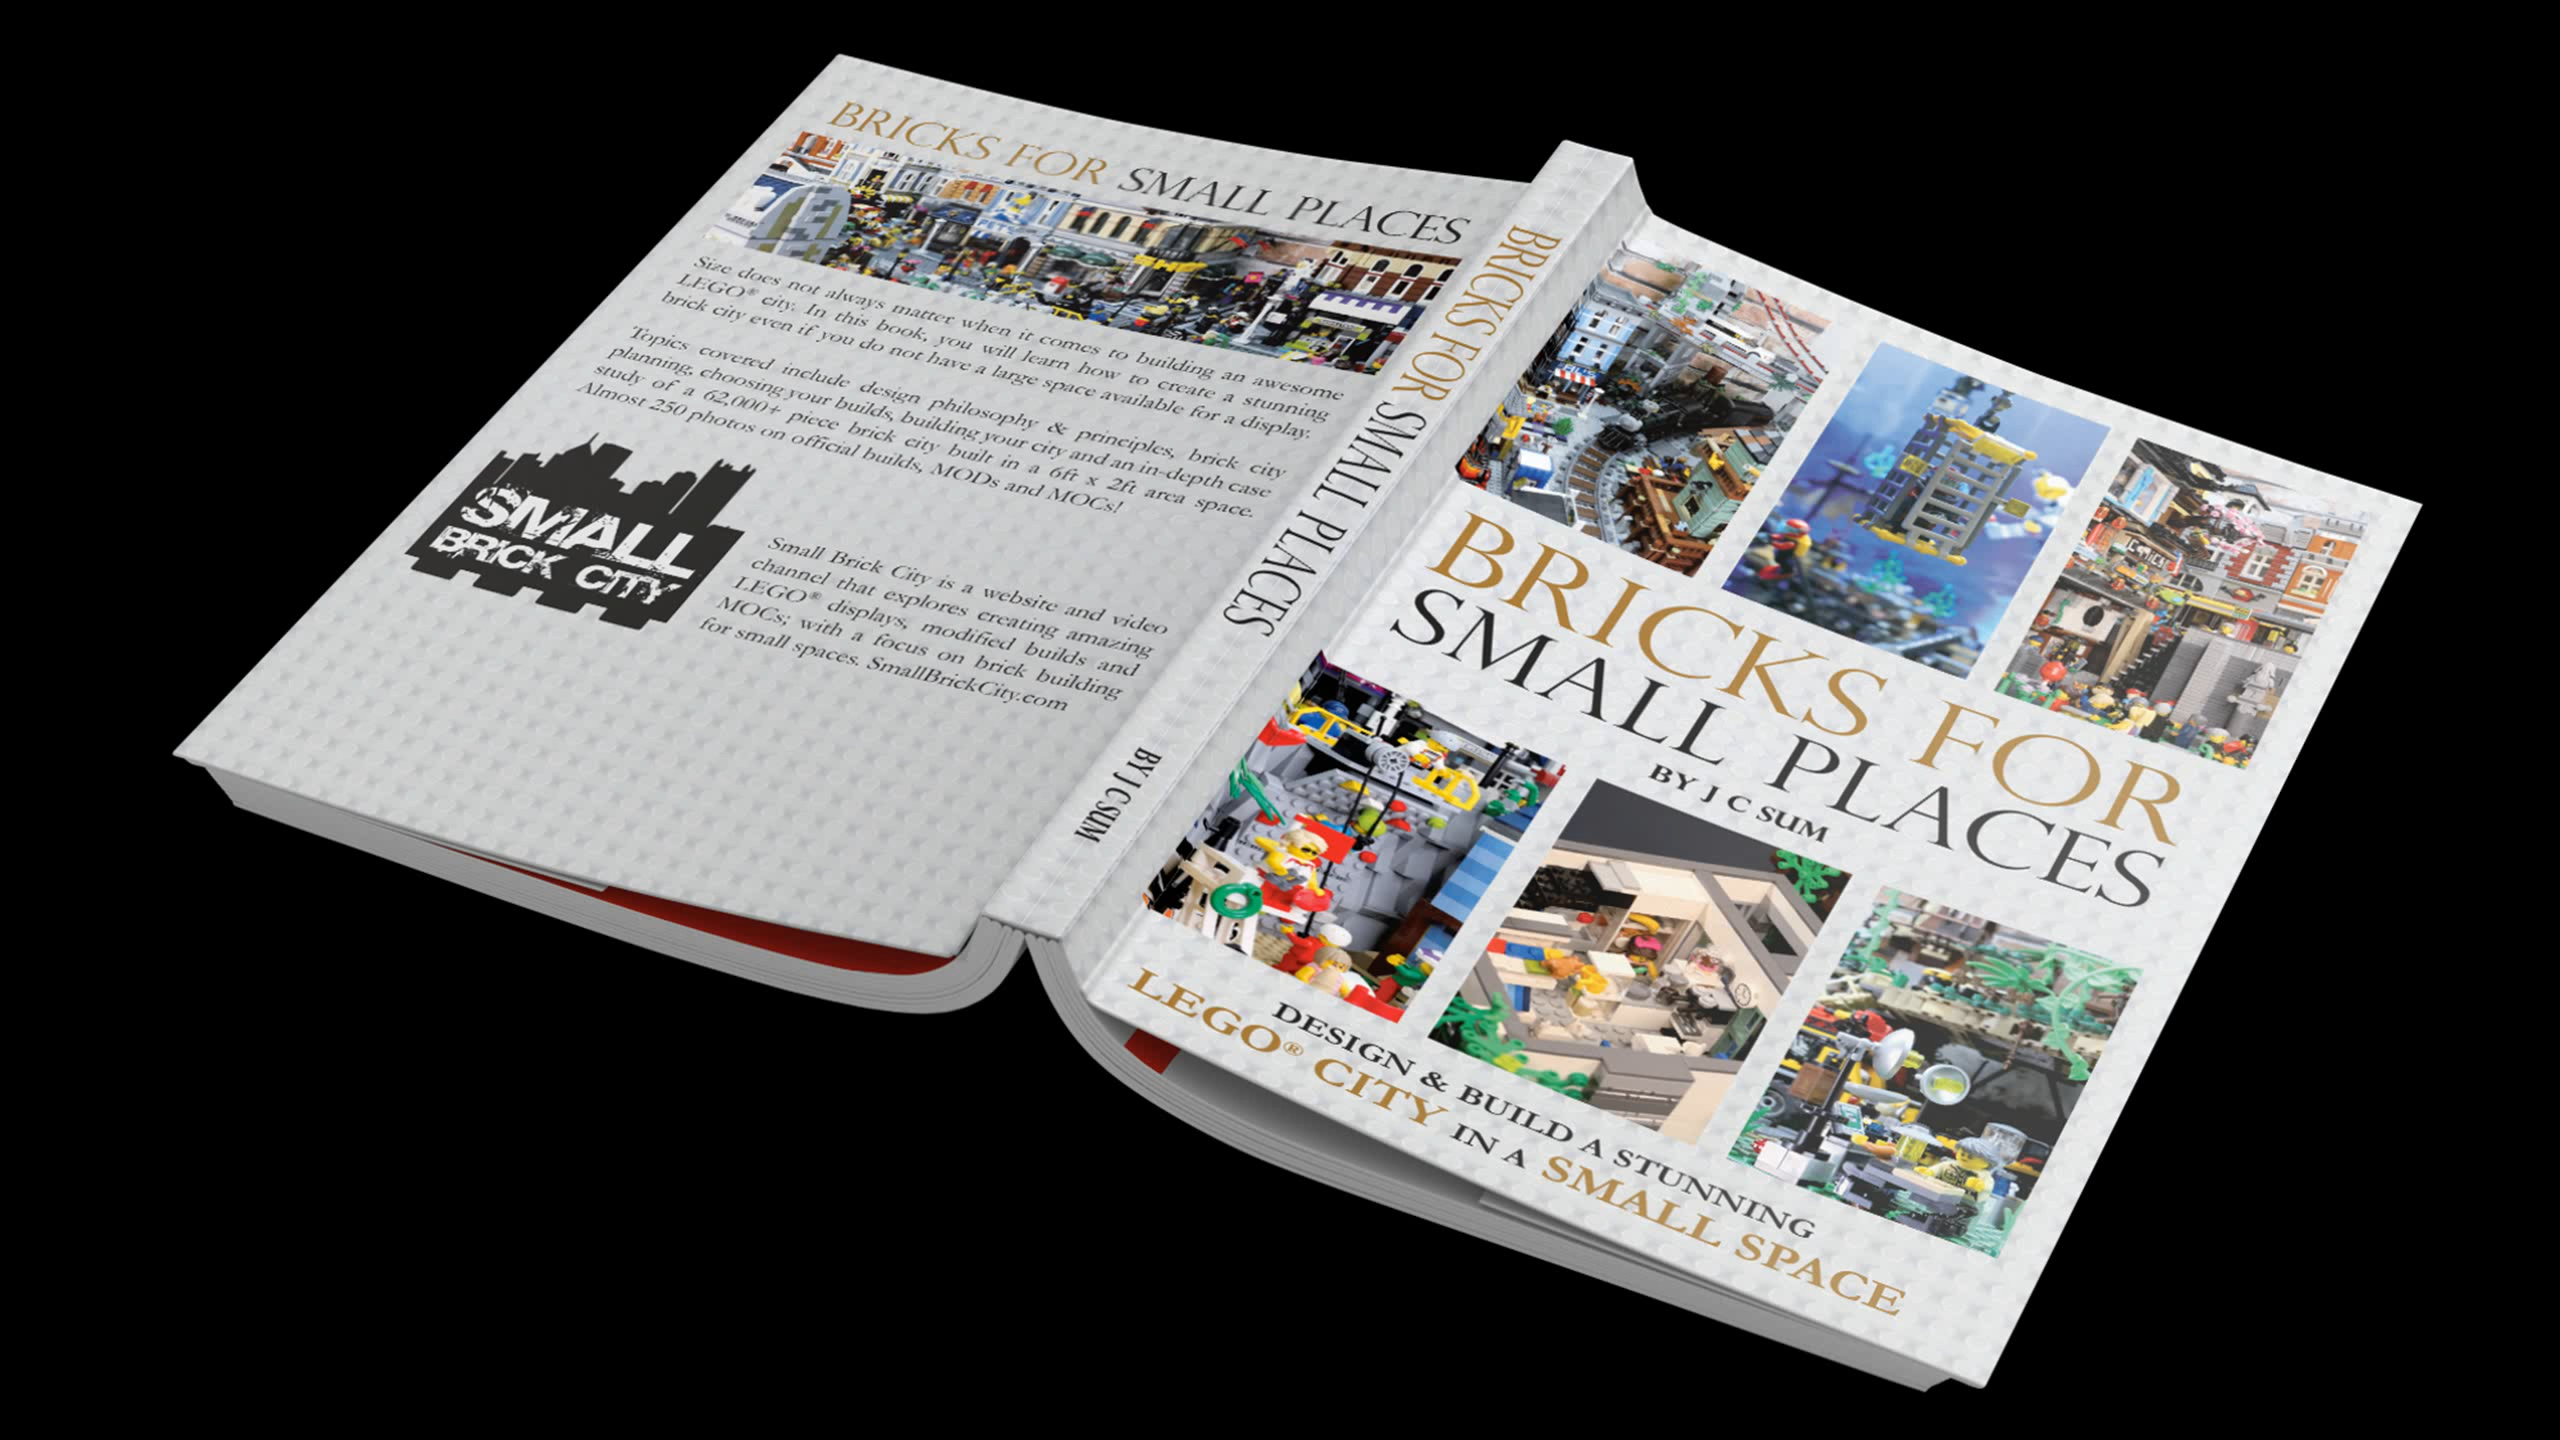 BRICKS FOR SMALL PLACES
Size does not always matter when it comes to building an awesome
LEGO® city. In this book, you will learn how to create a stunning
brick city even if you do not have a large space available for a display.
Topics covered include design philosophy & principles, brick city
planning, choosing your builds, building your city and an in-depth case
study of a 62,000+ piece brick city built in a 6ft x 2ft area space.
Almost 250 photos on official builds, MODs and MOCs!
SMALL
BRICK CITY
Small Brick City is a website and video
channel that explores creating amazing
LEGO® displays, modified builds and
MOCs; with a focus on brick building
for small spaces. SmallBrickCity.com
BRICKS FOR SMALL PLACES
BY J C SUM
BRICKS FOR
SMALL PLACES
BY J C SUM
DESIGN & BUILD A STUNNING
LEGO® CITY IN A SMALL SPACE